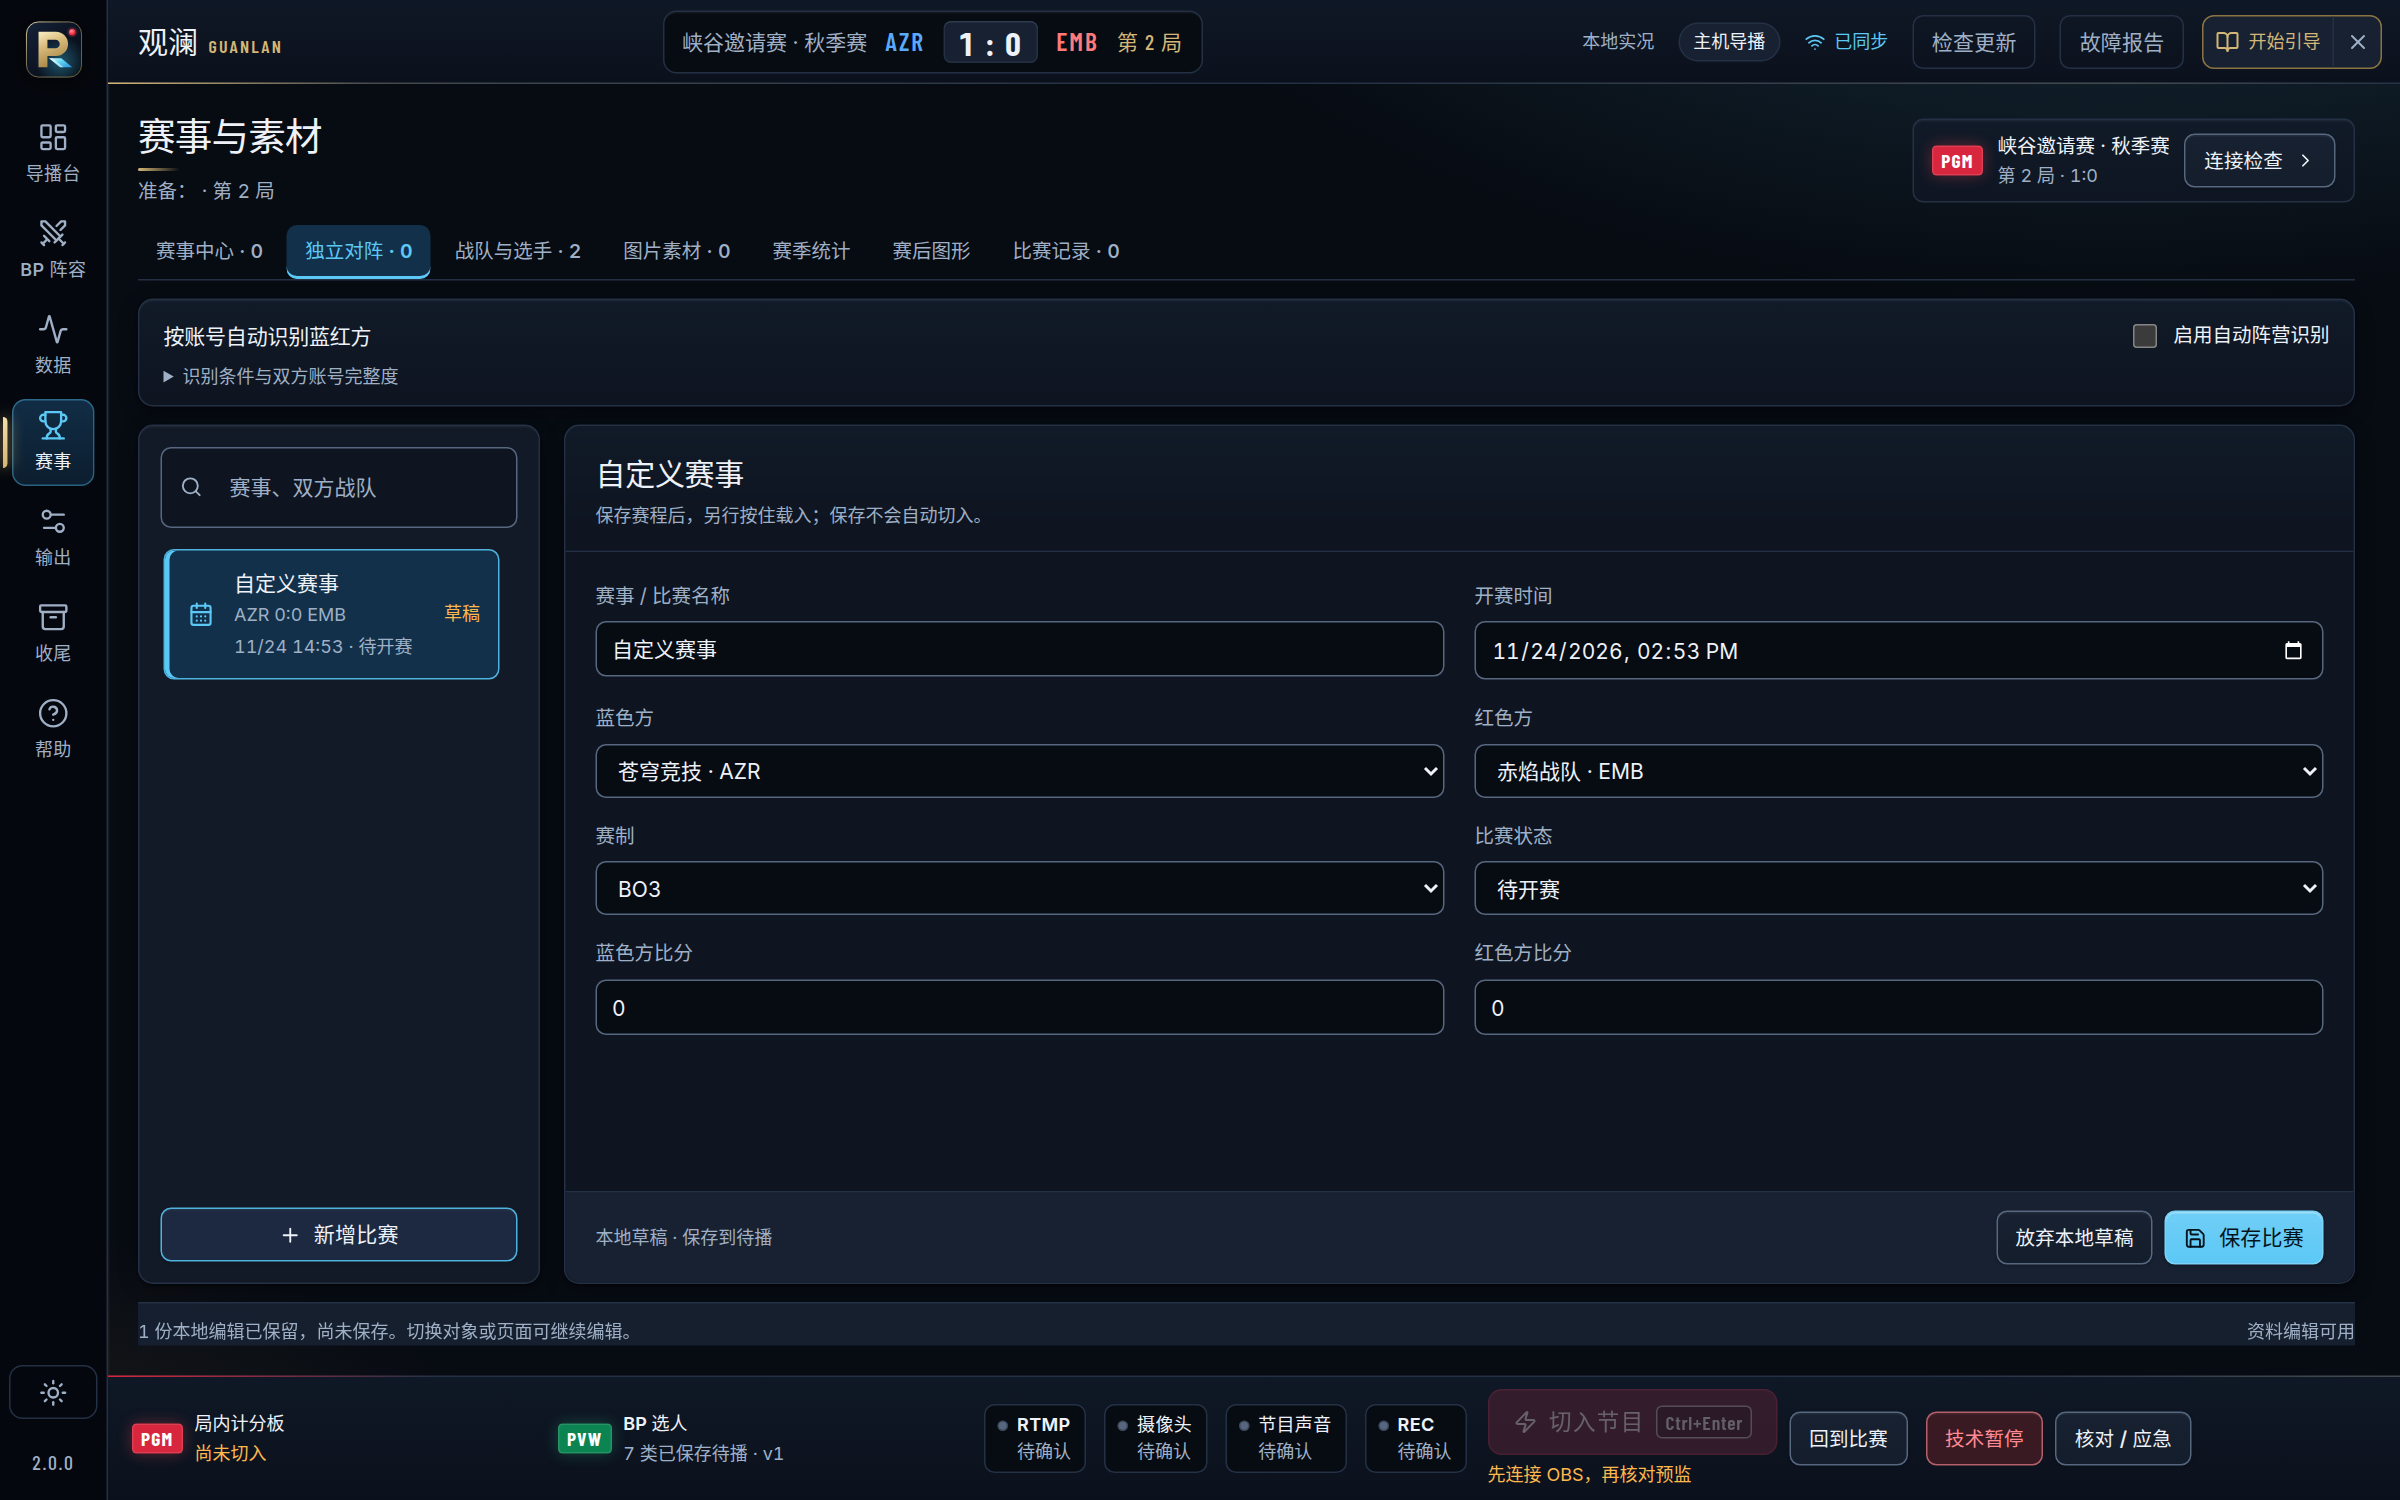 观澜 GUANLAN
峡谷邀请赛 · 秋季赛 AZR 1 : 0 EMB 第 2 局
本地实况 主机导播 已同步 检查更新 故障报告 开始引导
导播台
BP 阵容
数据
赛事
输出
收尾
帮助
2.0.0
赛事与素材
准备： · 第 2 局
PGM 峡谷邀请赛 · 秋季赛
第 2 局 · 1:0
连接检查
赛事中心 · 0 独立对阵 · 0 战队与选手 · 2 图片素材 · 0 赛季统计 赛后图形 比赛记录 · 0
按账号自动识别蓝红方
启用自动阵营识别
▶ 识别条件与双方账号完整度
赛事、双方战队
自定义赛事
AZR 0:0 EMB
草稿
11/24 14:53 · 待开赛
新增比赛
自定义赛事
保存赛程后，另行按住载入；保存不会自动切入。
赛事 / 比赛名称
自定义赛事
开赛时间
11/24/2026, 02:53 PM
蓝色方
苍穹竞技 · AZR
红色方
赤焰战队 · EMB
赛制
BO3
比赛状态
待开赛
蓝色方比分
0
红色方比分
0
本地草稿 · 保存到待播
放弃本地草稿
保存比赛
1 份本地编辑已保留，尚未保存。切换对象或页面可继续编辑。
资料编辑可用
PGM 局内计分板
尚未切入
PVW BP 选人
7 类已保存待播 · v1
RTMP
待确认
摄像头
待确认
节目声音
待确认
REC
待确认
切入节目 Ctrl+Enter
先连接 OBS，再核对预监
回到比赛
技术暂停
核对 / 应急